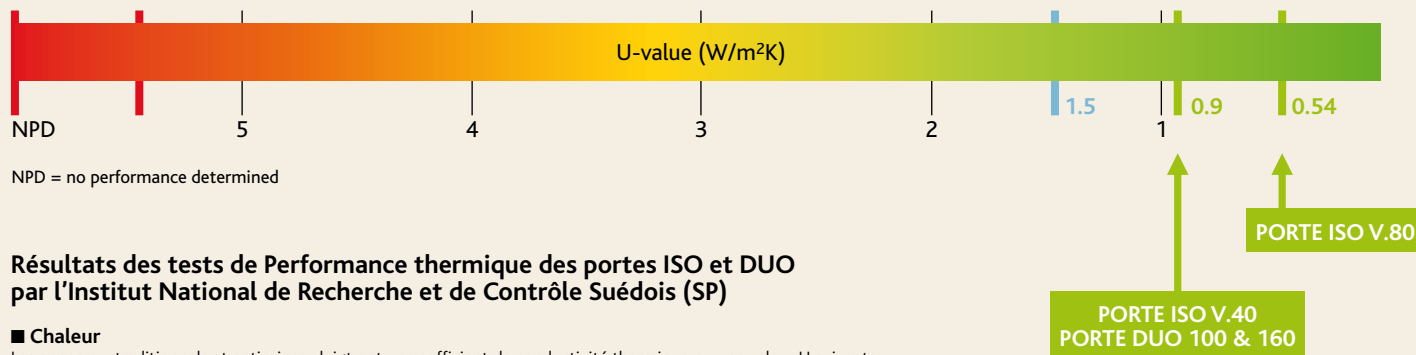 U-value (W/m²K)
1.5
0.9
0.54
NPD
5
4
3
2
1
NPD = no performance determined
PORTE ISO V.80
Résultats des tests de Performance thermique des portes ISO et DUO
par l’Institut National de Recherche et de Contrôle Suédois (SP)
PORTE ISO V.40
PORTE DUO 100 & 160
■ Chaleur